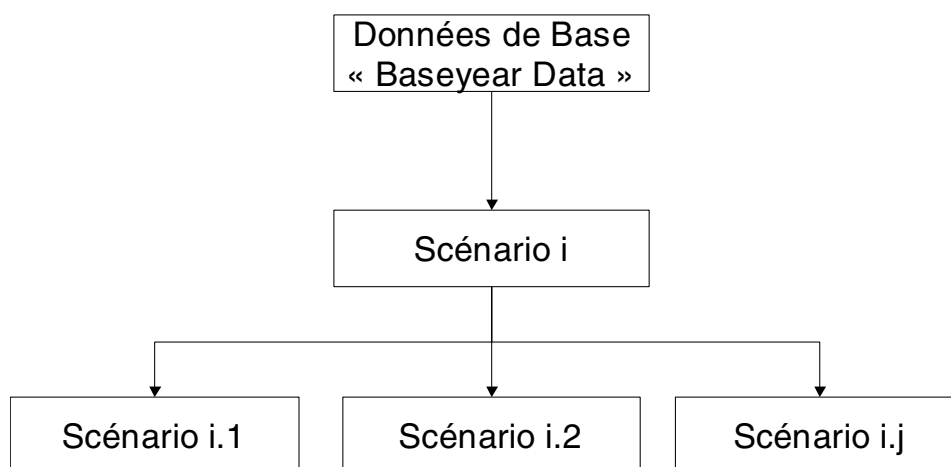 Données de Base
« Baseyear Data »
Scénario i
Scénario i.1
Scénario i.2
Scénario i.j